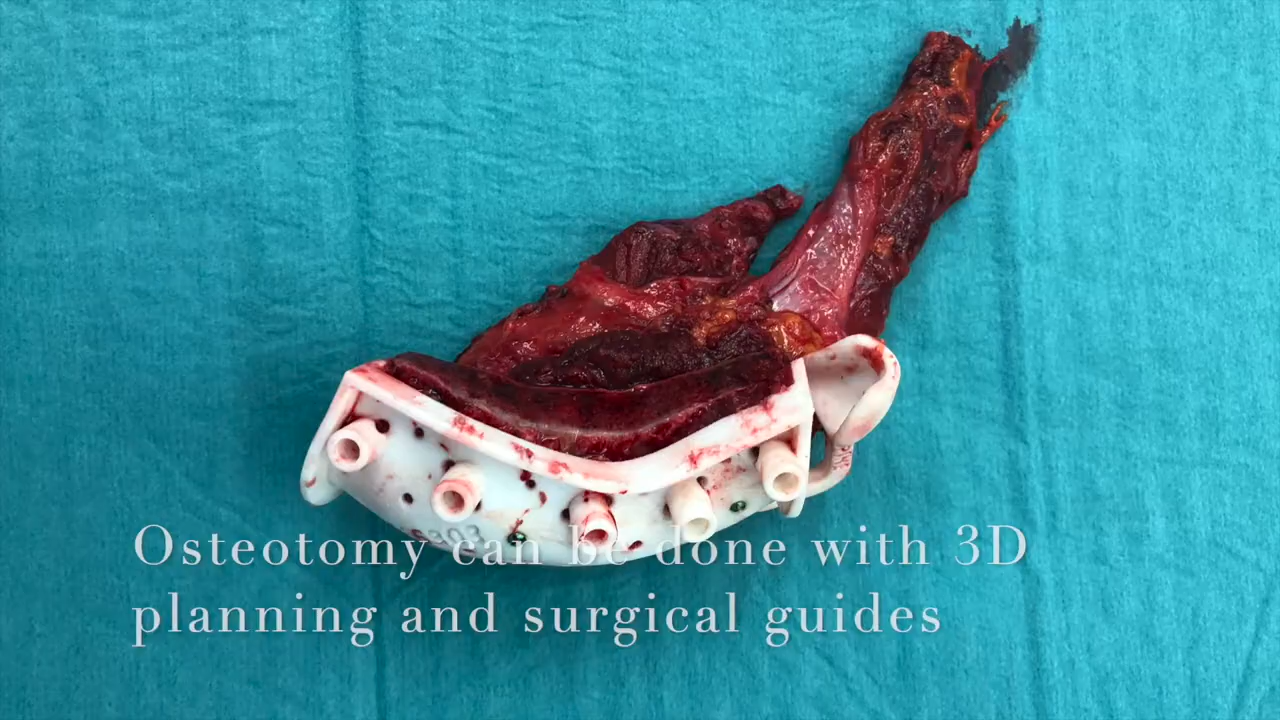 Osteotomy can be done with 3D
planning and surgical guides